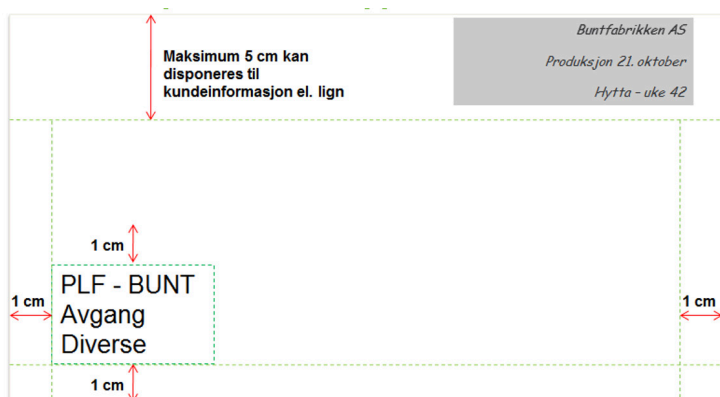 Maksimum 5 cm kan
disponeres til
kundeinformasjon el. lign
Buntfabrikken AS
Produksjon 21. oktober
Hytta - uke 42
1 cm
PLF - BUNT
Avgang
Diverse
1 cm
1 cm
1 cm